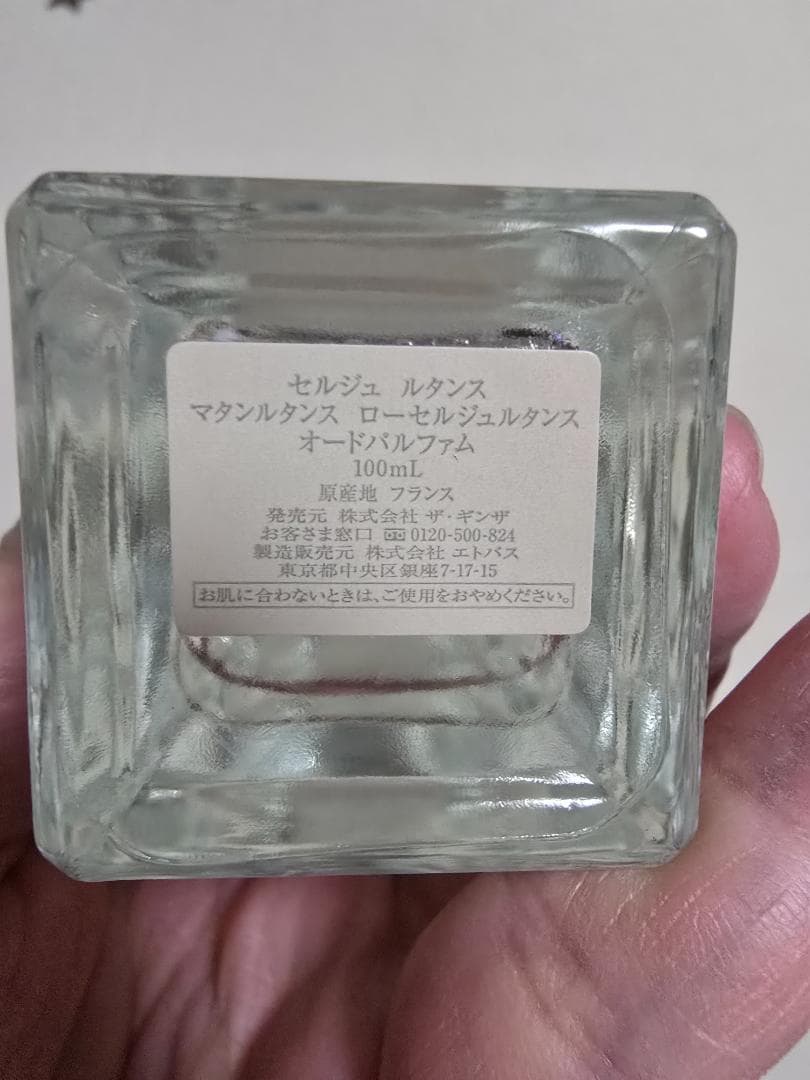 セルジュ ルタンス
マタンルタンス ローセルジュルタンス
オードパルファム
100mL
原産地 フランス
発売元 株式会社 ザ・ギンザ
お客さま窓口 0120-500-824
製造販売元 株式会社 エトバス
東京都中央区銀座7-17-15
お肌に合わないときは、ご使用をおやめください。